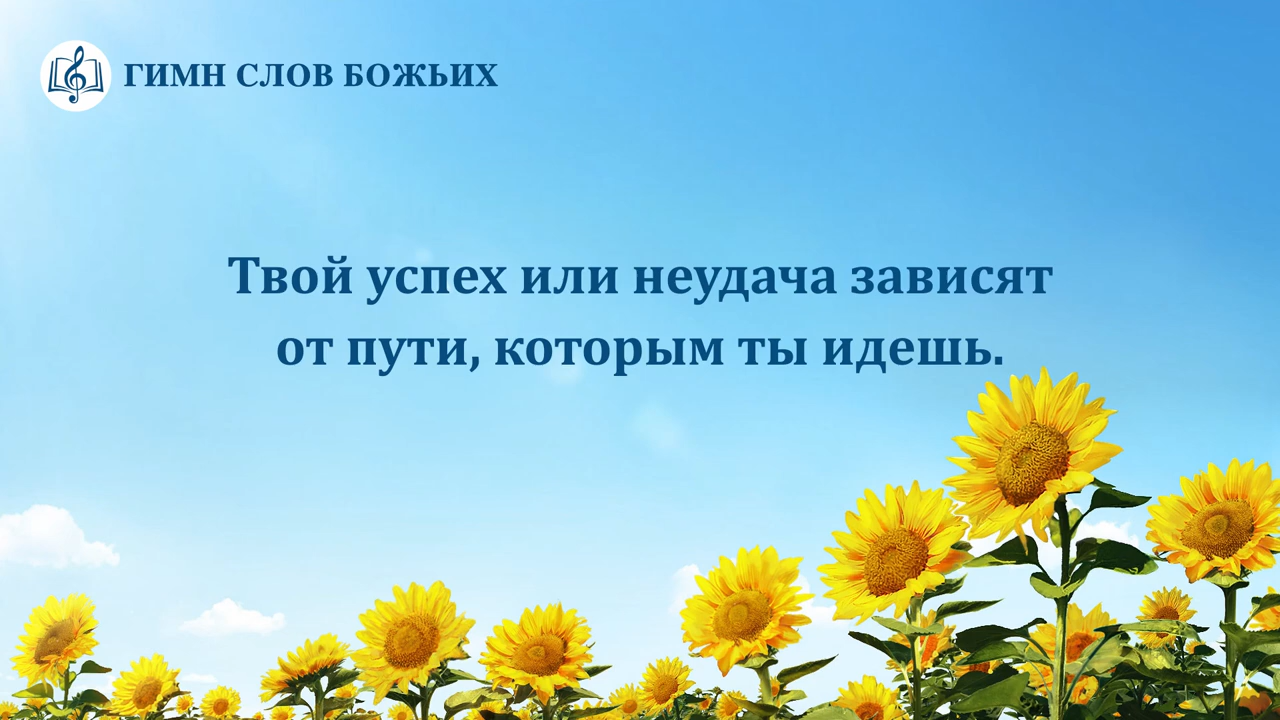 ГИМН СЛОВ БОЖЬИХ
Твой успех или неудача зависят
от пути, которым ты идешь.